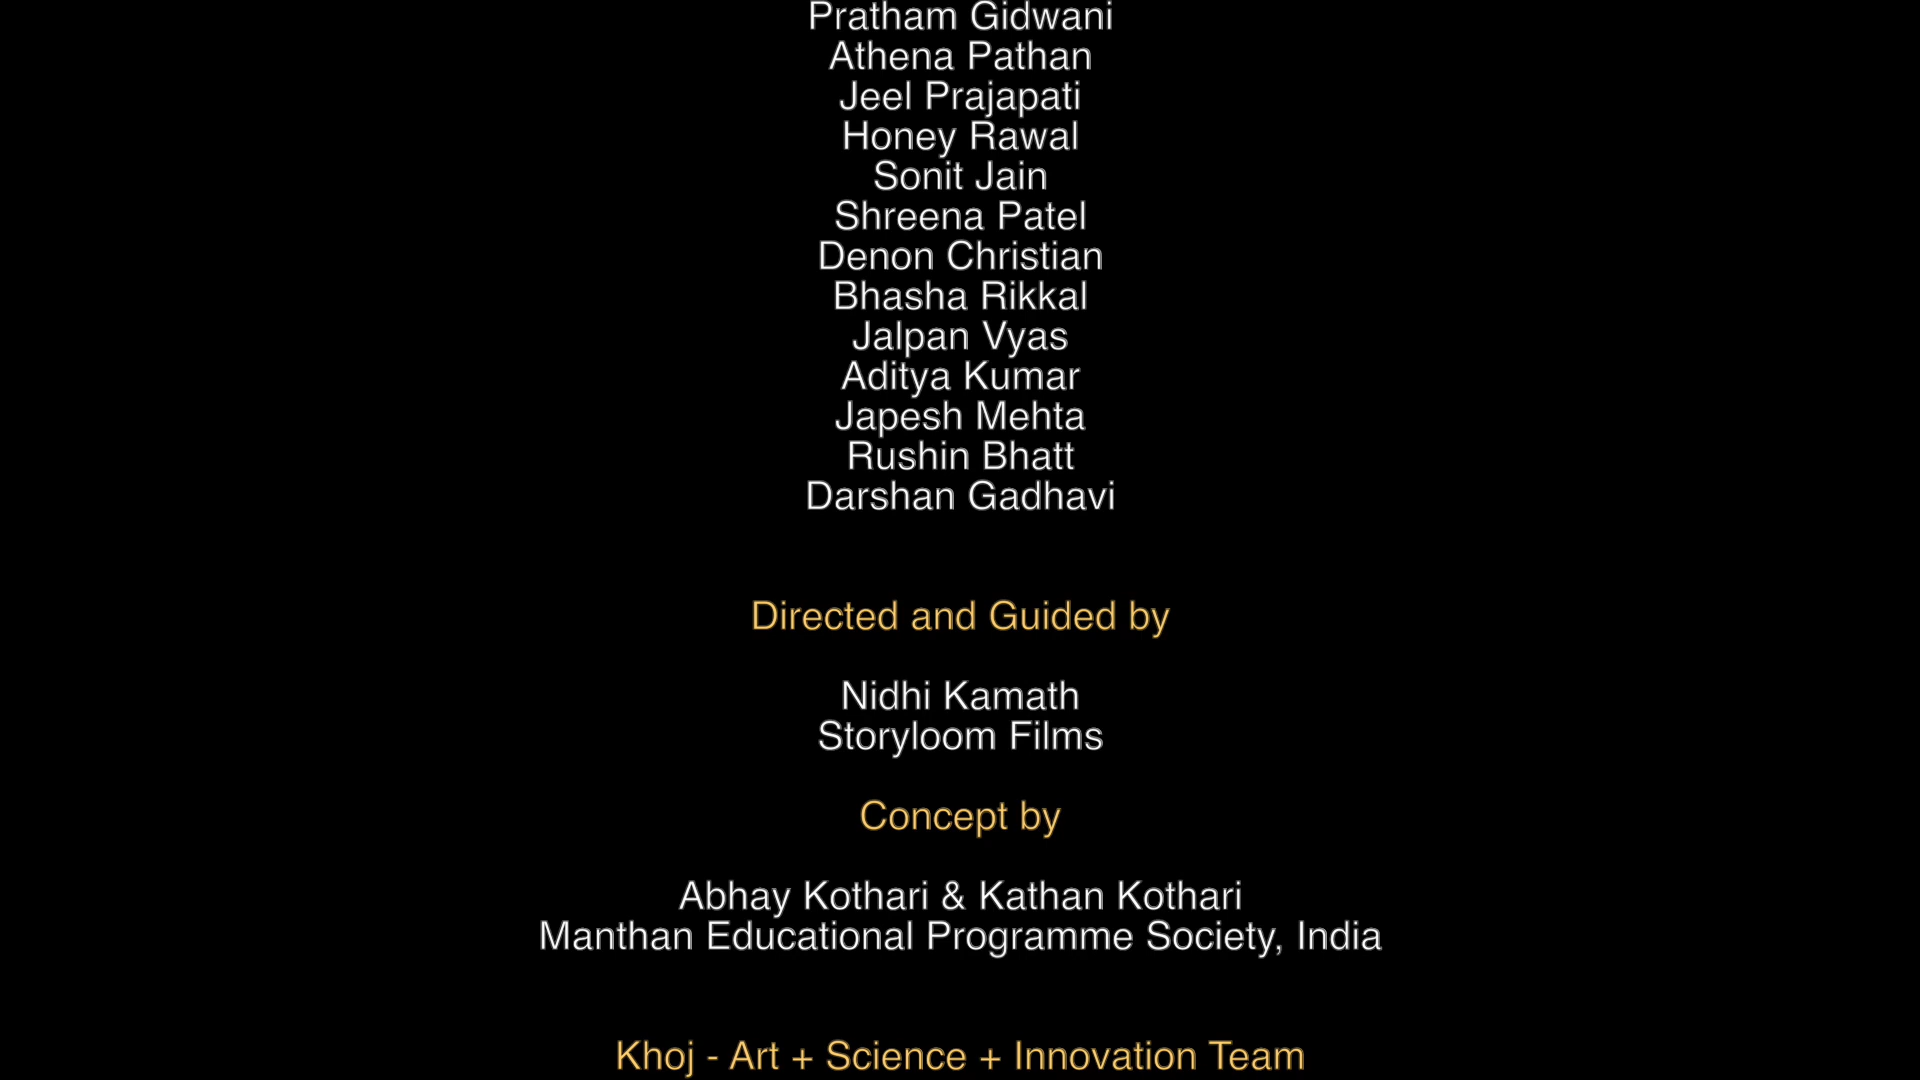 Pratham Gidwani
Athena Pathan
Jeel Prajapati
Honey Rawal
Sonit Jain
Shreena Patel
Denon Christian
Bhasha Rikkal
Jalpan Vyas
Aditya Kumar
Japesh Mehta
Rushin Bhatt
Darshan Gadhavi
Directed and Guided by
Nidhi Kamath
Storyloom Films
Concept by
Abhay Kothari & Kathan Kothari
Manthan Educational Programme Society, India
Khoj - Art + Science + Innovation Team